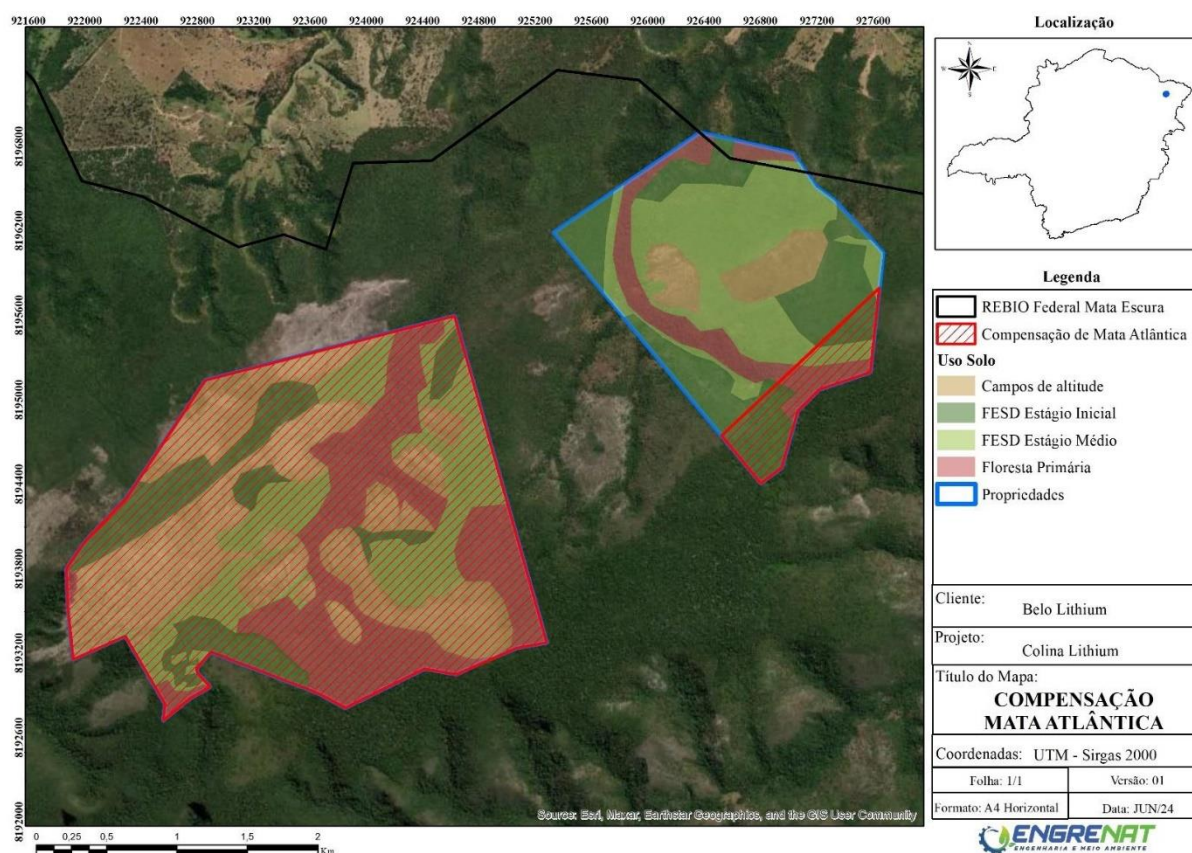 921600 922000 922400 922800 923200 923600 924000 924400 924800 925200 925600 926000 926400 926800 927200 927600
8196800
8196200
8195600
8195000
8194400
8193800
8193200
8192600
8192000
Source: Esri, Maxar, Earthstar Geographics, and the GIS User Community
0 0,25 0,5 1 1,5 2
Km
Localização
N
W E
S
Legenda
REBIO Federal Mata Escura
Compensação de Mata Atlântica
Uso Solo
Campos de altitude
FESD Estágio Inicial
FESD Estágio Médio
Floresta Primária
Propriedades
Cliente:
Belo Lithium
Projeto:
Colina Lithium
Título do Mapa:
COMPENSAÇÃO
MATA ATLÂNTICA
Coordenadas: UTM - Sirgas 2000
Folha: 1/1 Versão: 01
Formato: A4 Horizontal Data: JUN/24
ENGRENAT
ENGENHARIA E MEIO AMBIENTE